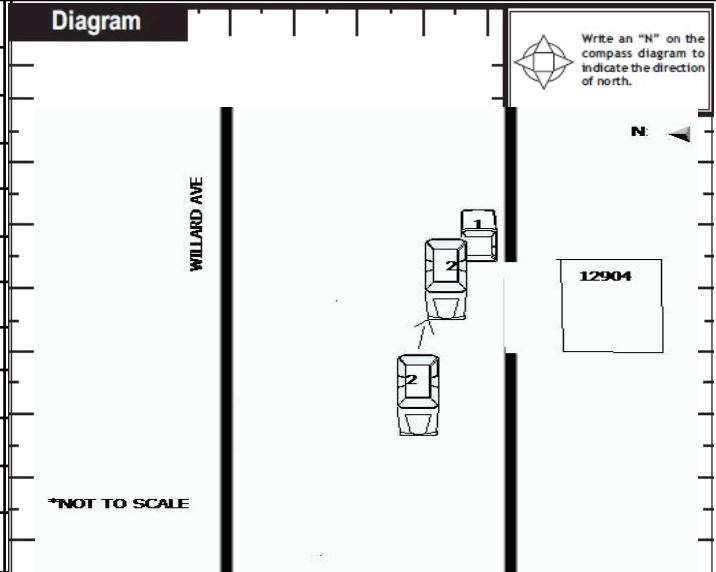 Diagram
Write an “N” on the
compass diagram to
indicate the direction
of north.
N:
WILLARD AVE
1
2
12904
2
*NOT TO SCALE